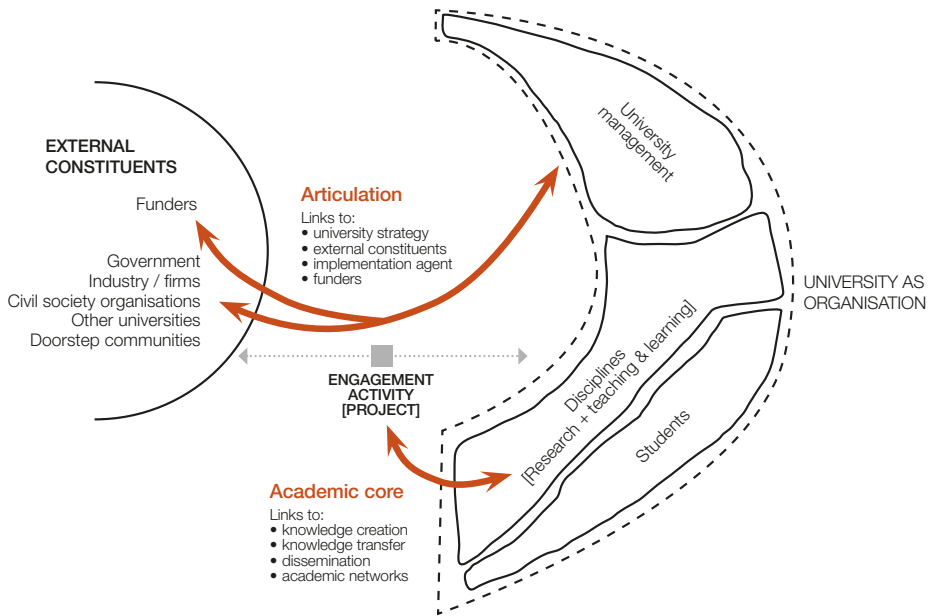 EXTERNAL
CONSTITUENTS
Funders
Government
Industry / firms
Civil society organisations
Other universities
Doorstep communities
Articulation
Links to:
• university strategy
• external constituents
• implementation agent
• funders
ENGAGEMENT
ACTIVITY
[PROJECT]
Academic core
Links to:
• knowledge creation
• knowledge transfer
• dissemination
• academic networks
University
management
Disciplines
[Research + teaching & learning]
Students
UNIVERSITY AS
ORGANISATION